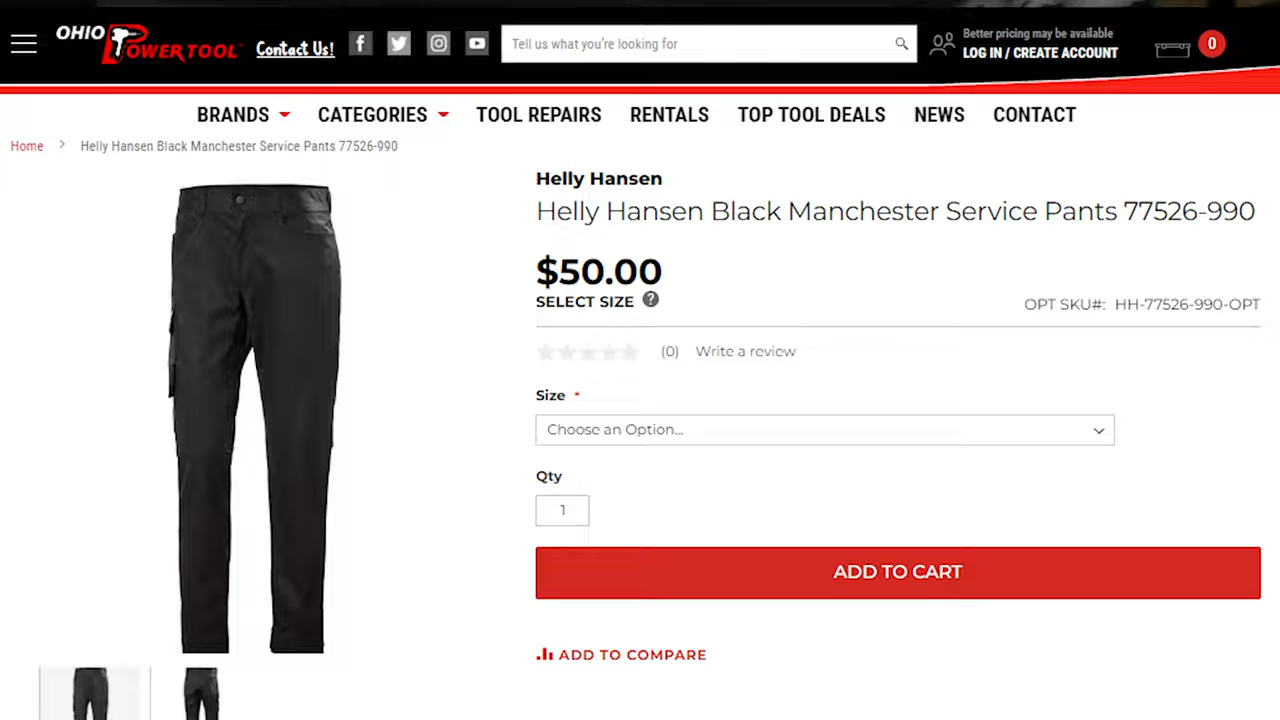 OHIO POWER TOOL
Contact Us!
Tell us what you're looking for
Better pricing may be available
LOG IN / CREATE ACCOUNT
0
BRANDS CATEGORIES TOOL REPAIRS RENTALS TOP TOOL DEALS NEWS CONTACT
Home > Helly Hansen Black Manchester Service Pants 77526-990
Helly Hansen
Helly Hansen Black Manchester Service Pants 77526-990
$50.00
SELECT SIZE ?
OPT SKU#: HH-77526-990-OPT
(0) Write a review
Size *
Choose an Option...
Qty
1
ADD TO CART
ADD TO COMPARE